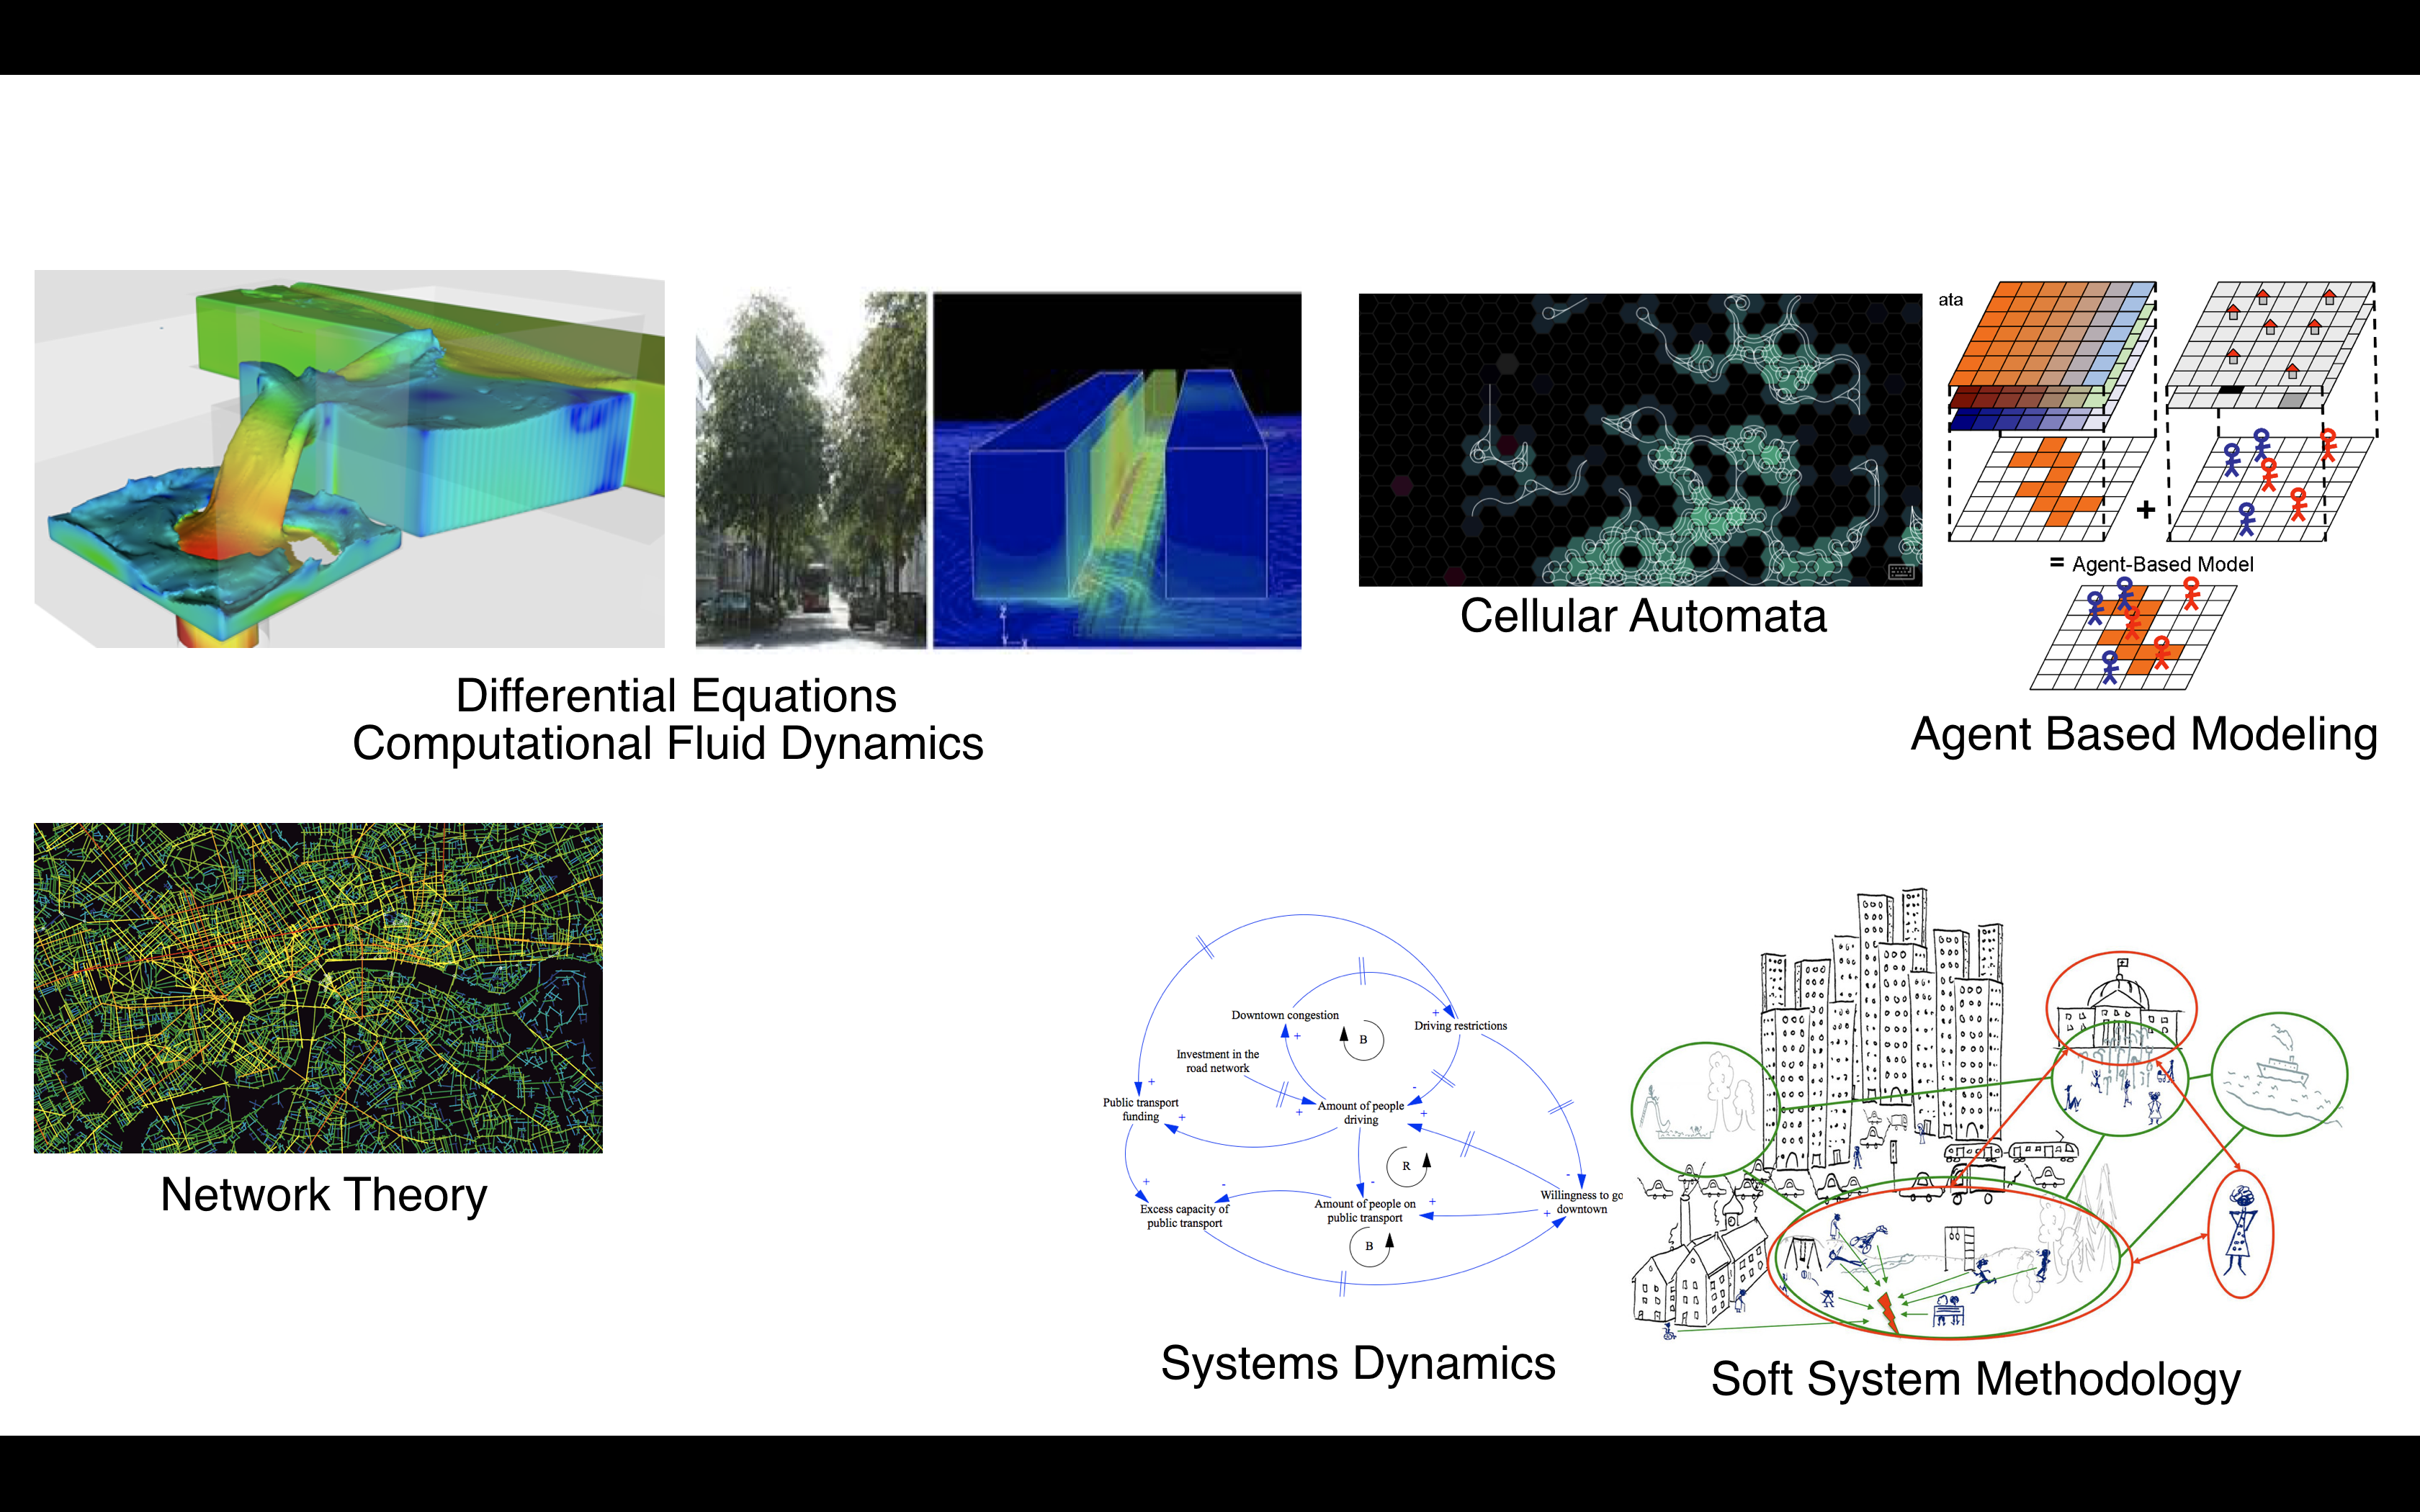 ata
+
= Agent-Based Model
Cellular Automata
Differential Equations
Computational Fluid Dynamics
Agent Based Modeling
Network Theory
Downtown congestion
+
B
+
Driving restrictions
Investment in the
road network
+
Public transport
funding
+
+
Amount of people
driving
-
+
R
+
-
-
+
-
Excess capacity of
public transport
Amount of people on
public transport
Willingness to go
downtown
+
B
Systems Dynamics
Soft System Methodology